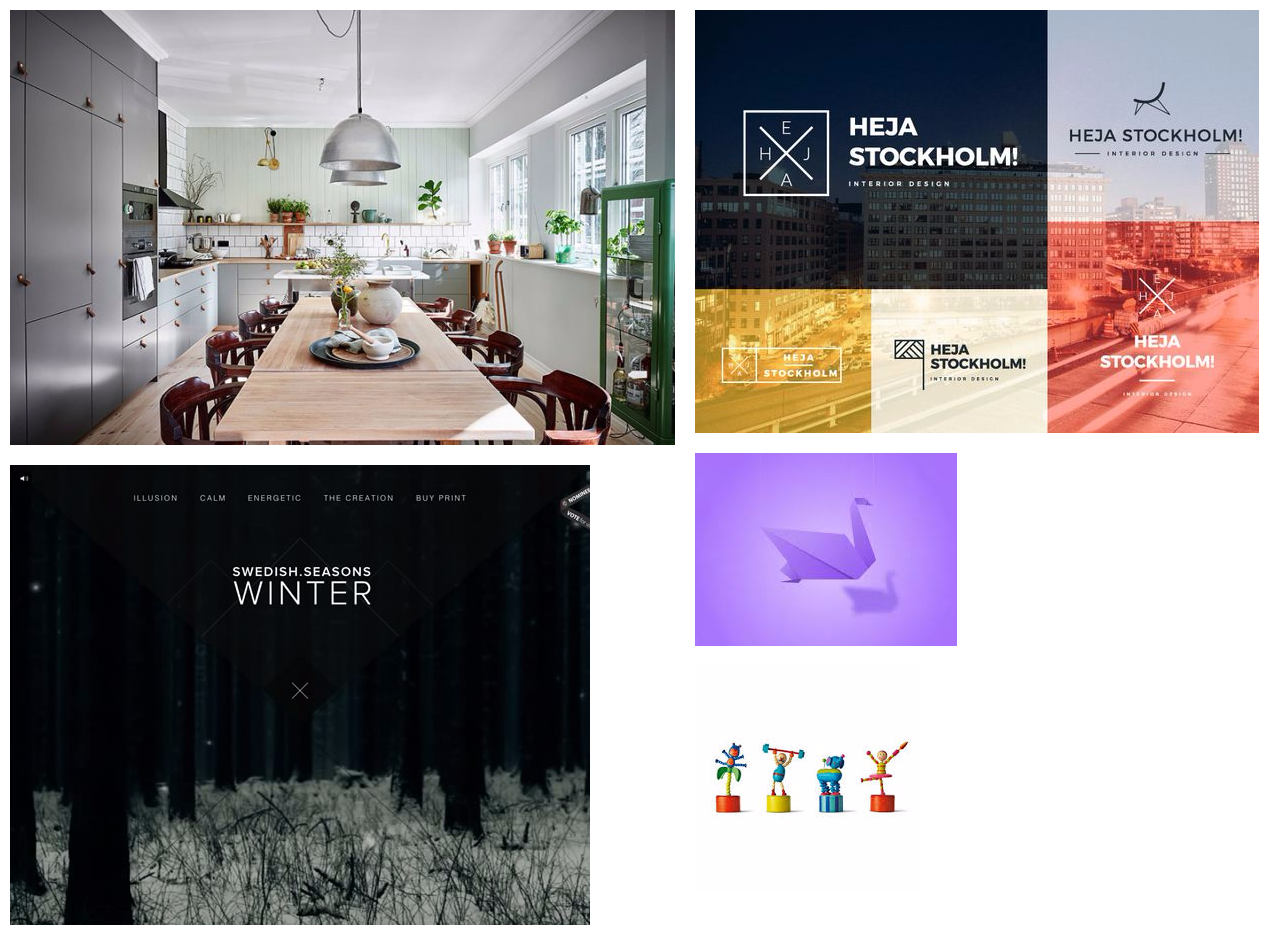 HEJA
STOCKHOLM!
INTERIOR DESIGN
E
H J
A
HEJA STOCKHOLM!
INTERIOR DESIGN
E
H J
A
HEJA
STOCKHOLM!
INTERIOR DESIGN
E
H J
A
HEJA
STOCKHOLM
HEJA
STOCKHOLM!
INTERIOR DESIGN
ILLUSION CALM ENERGETIC THE CREATION BUY PRINT
NOMINEE
VOTE
SWEDISH.SEASONS
WINTER